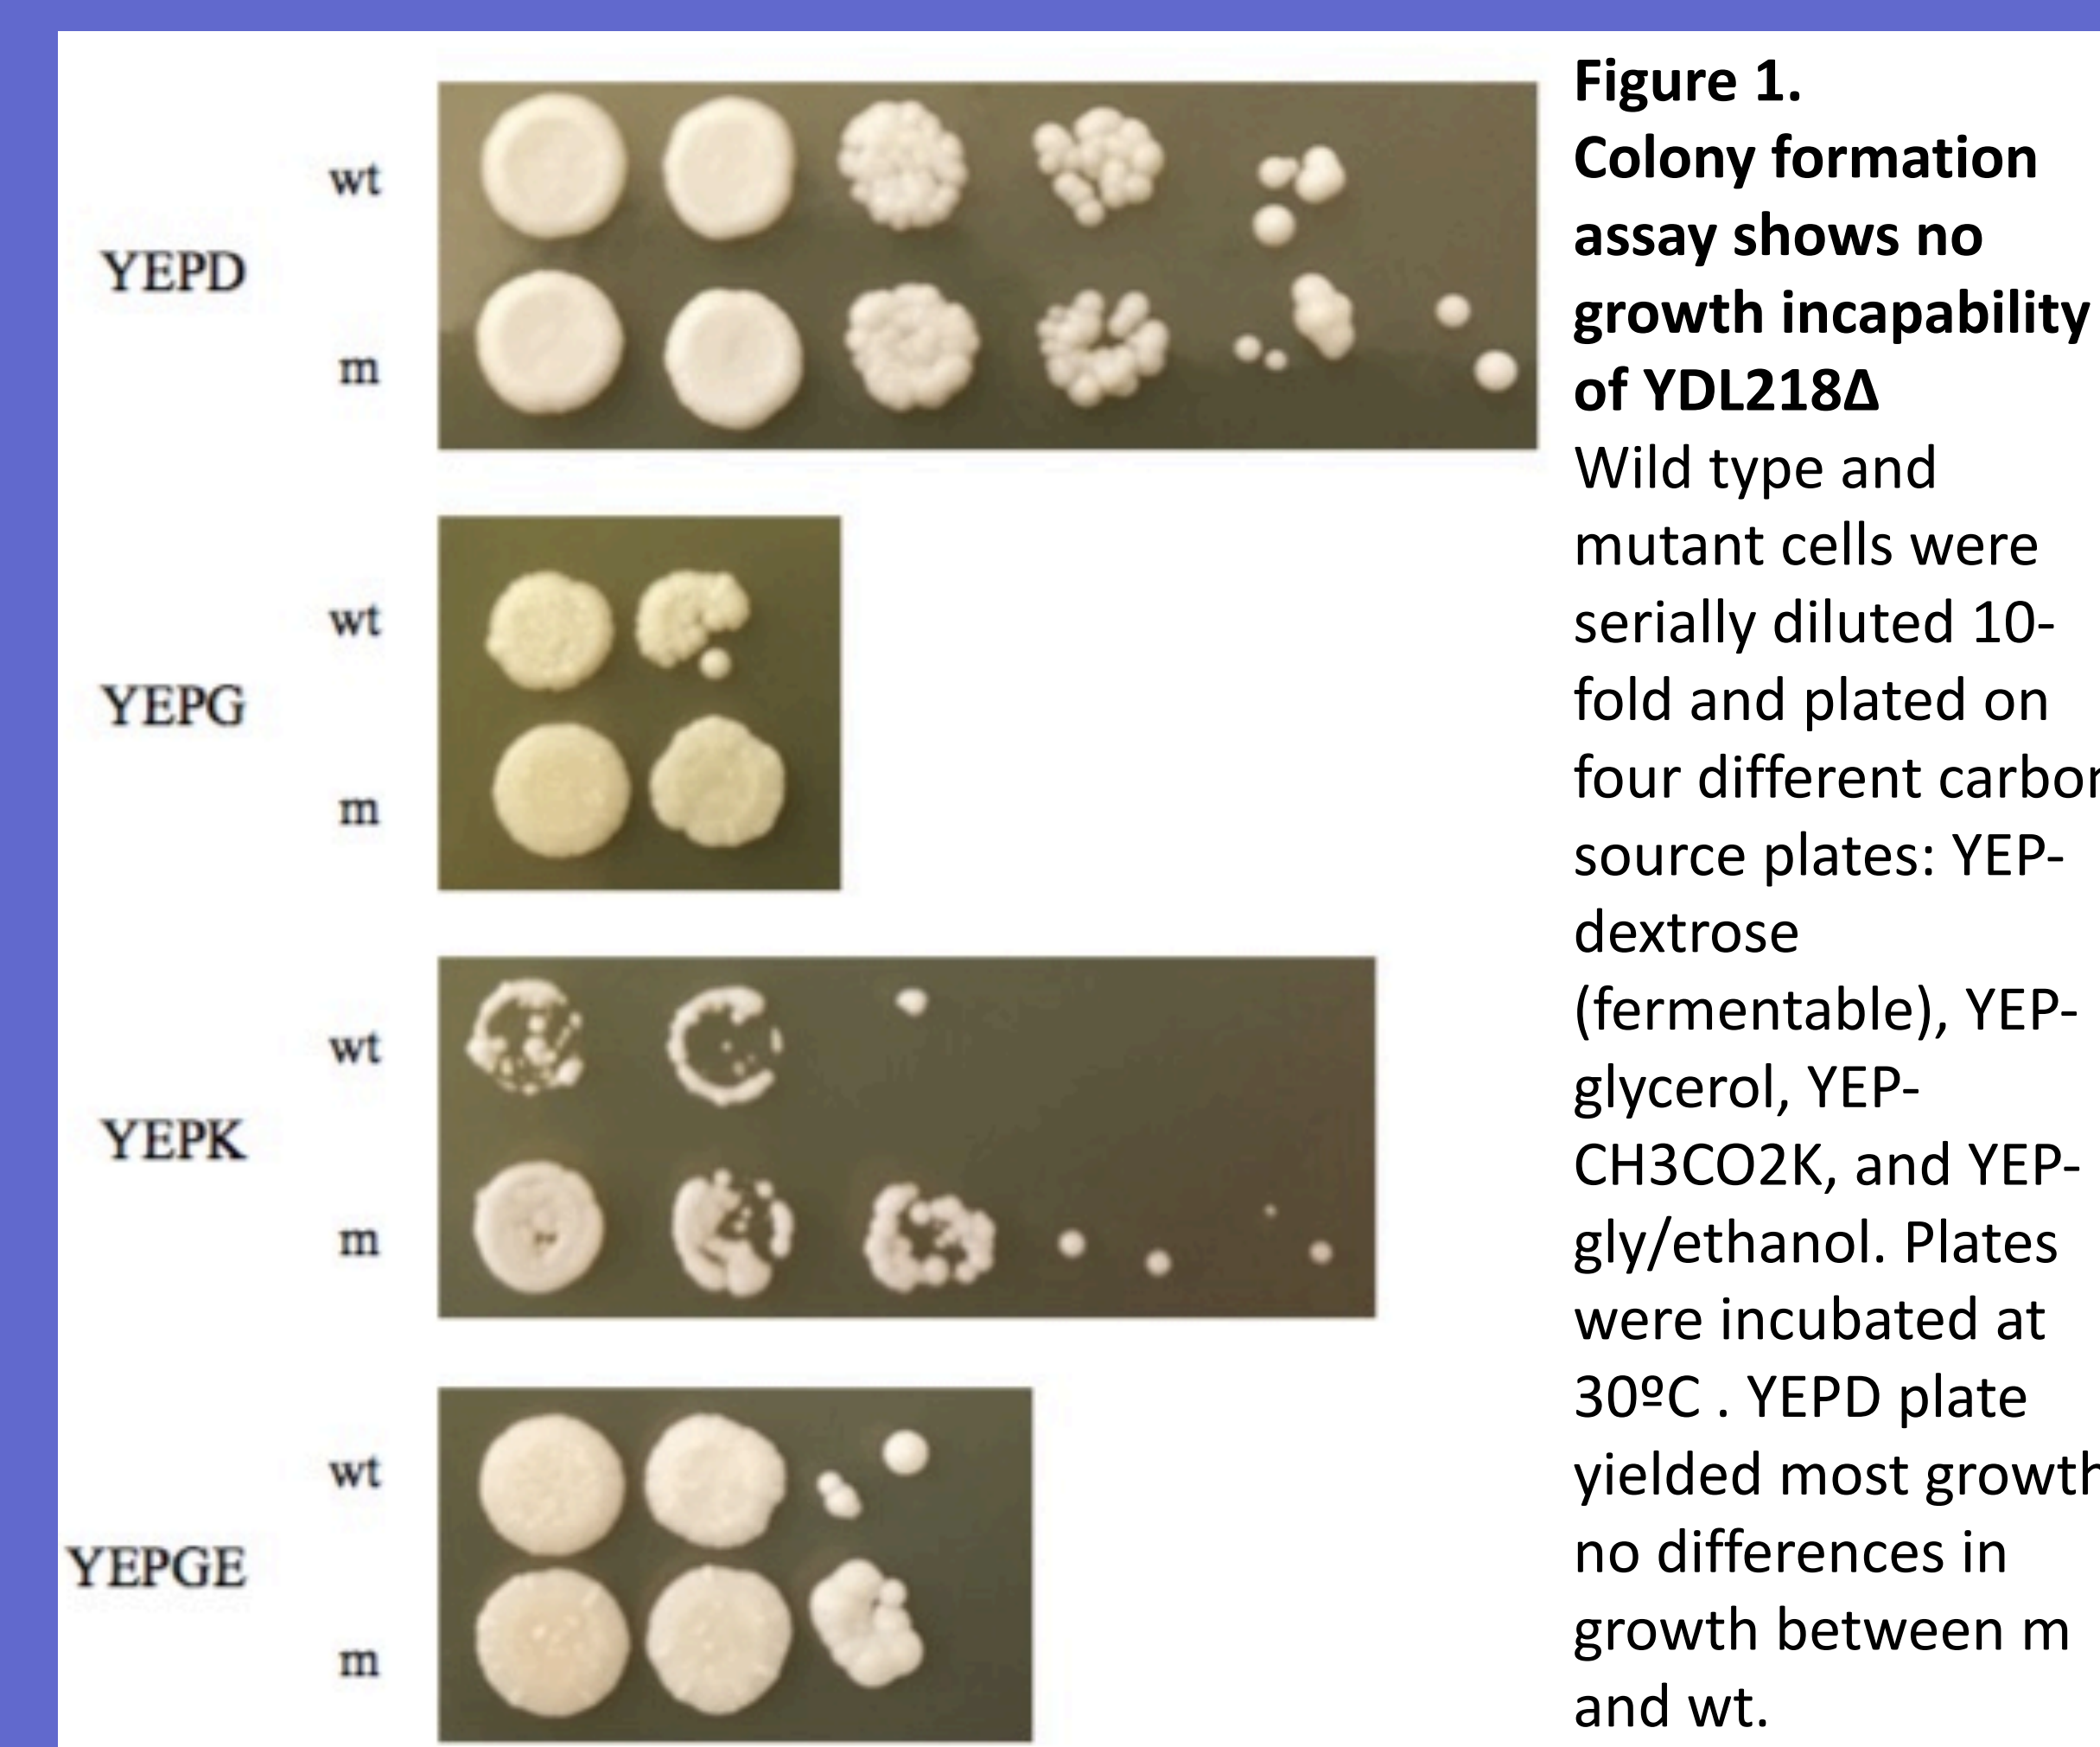 Figure 1.
Colony formation
assay shows no
growth incapability
of YDL218Δ
Wild type and
mutant cells were
serially diluted 10-
fold and plated on
four different carbon
source plates: YEP-
dextrose
(fermentable), YEP-
glycerol, YEP-
CH3CO2K, and YEP-
gly/ethanol. Plates
were incubated at
30ºC . YEPD plate
yielded most growth
no differences in
growth between m
and wt.
YEPD
wt
m
YEPG
wt
m
YEPK
wt
m
YEPGE
wt
m